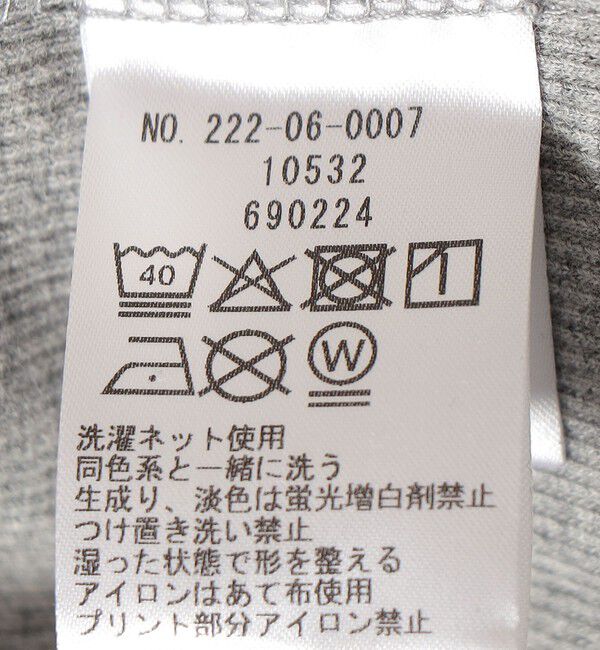 NO. 222-06-0007
10532
690224
40
W
洗濯ネット使用
同色系と一緒に洗う
生成り、淡色は蛍光増白剤禁止
つけ置き洗い禁止
湿った状態で形を整える
アイロンはあて布使用
プリント部分アイロン禁止